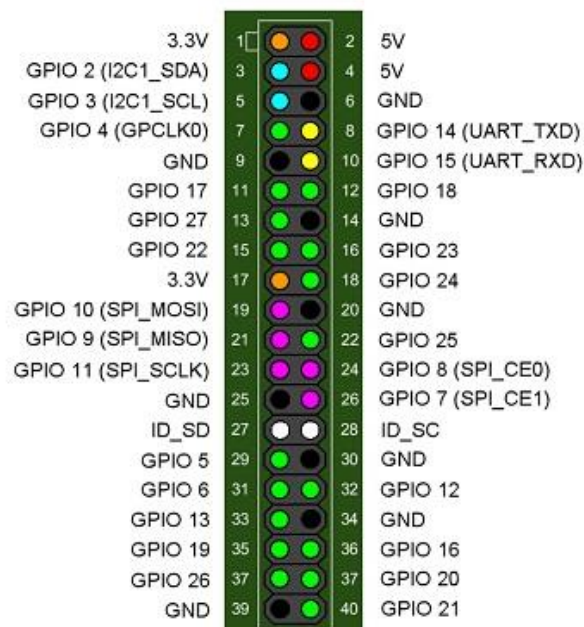 3.3V 1 2 5V
GPIO 2 (I2C1_SDA) 3 4 5V
GPIO 3 (I2C1_SCL) 5 6 GND
GPIO 4 (GPCLK0) 7 8 GPIO 14 (UART_TXD)
GND 9 10 GPIO 15 (UART_RXD)
GPIO 17 11 12 GPIO 18
GPIO 27 13 14 GND
GPIO 22 15 16 GPIO 23
3.3V 17 18 GPIO 24
GPIO 10 (SPI_MOSI) 19 20 GND
GPIO 9 (SPI_MISO) 21 22 GPIO 25
GPIO 11 (SPI_SCLK) 23 24 GPIO 8 (SPI_CE0)
GND 25 26 GPIO 7 (SPI_CE1)
ID_SD 27 28 ID_SC
GPIO 5 29 30 GND
GPIO 6 31 32 GPIO 12
GPIO 13 33 34 GND
GPIO 19 35 36 GPIO 16
GPIO 26 37 37 GPIO 20
GND 39 40 GPIO 21